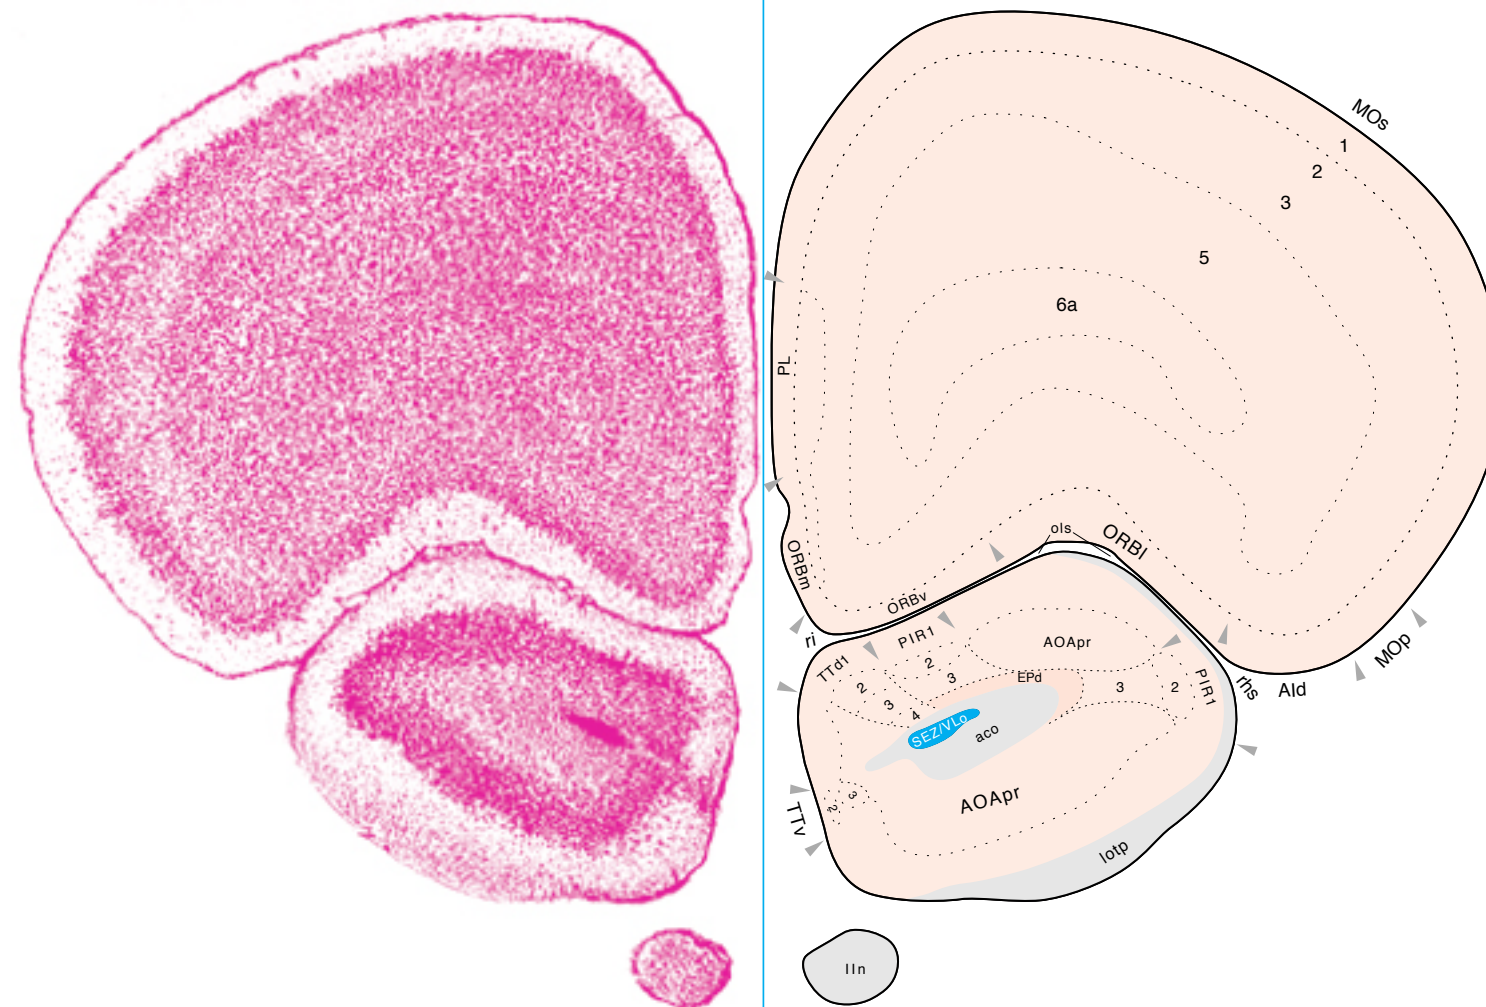 MOs
1
2
3
5
6a
PL
ols
ORBl
ORBm
ORBv
ri
PIR1
TTd1
2
3
2
3
4
AOApr
EPd
3
2
PIR1
rhs
AId
MOp
SEZ/VLo
aco
AOApr
3
2
TTv
lotp
IIn